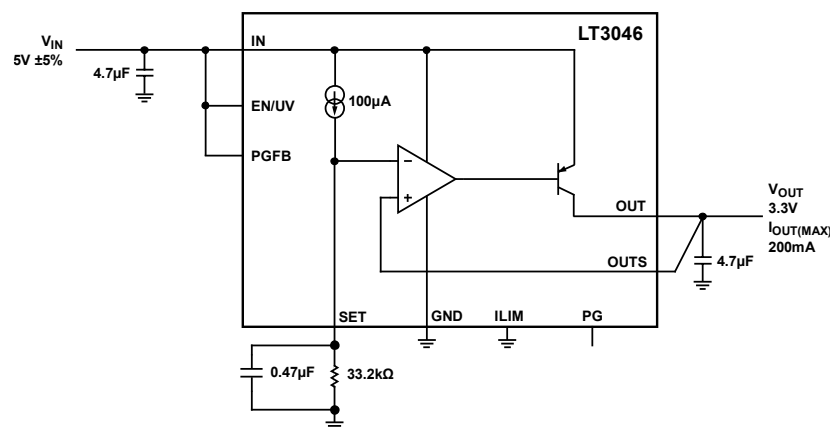 LT3046
VIN
5V ±5%
IN
4.7µF
100µA
EN/UV
PGFB
−
+
OUT
VOUT
3.3V
IOUT(MAX)
200mA
OUTS
4.7µF
SET
GND
ILIM
PG
0.47µF
33.2kΩ